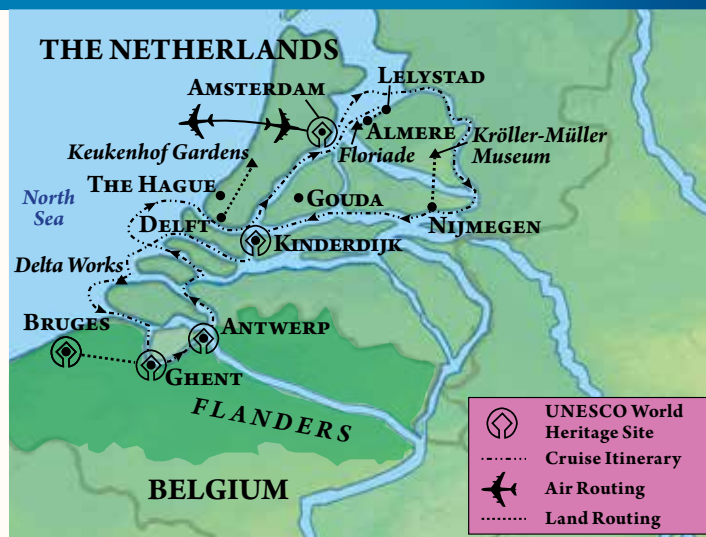 THE NETHERLANDS
AMSTERDAM
LELYSTAD
ALMERE
Floriade
Kröller-Müller
Museum
Keukenhof Gardens
THE HAGUE
GOUDA
North
Sea
DELFT
KINDERDIJK
NIJMEGEN
Delta Works
BRUGES
ANTWERP
GHENT
FLANDERS
BELGIUM
UNESCO World
Heritage Site
Cruise Itinerary
Air Routing
Land Routing